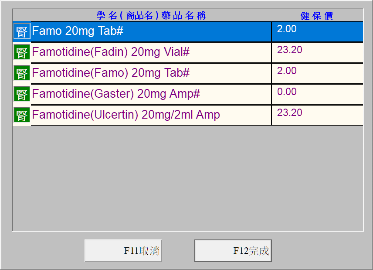 學名(商品名)藥品名稱 健保價
腎 Famo 20mg Tab# 2.00
腎 Famotidine(Fadin) 20mg Vial# 23.20
腎 Famotidine(Famo) 20mg Tab# 2.00
腎 Famotidine(Gaster) 20mg Amp# 0.00
腎 Famotidine(Ulcertin) 20mg/2ml Amp 23.20
F11取消 F12完成